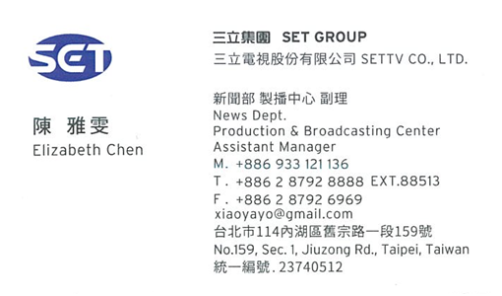 SET
三立集團 SET GROUP
三立電視股份有限公司 SETTV CO., LTD.
陳 雅雯
Elizabeth Chen
新聞部 製播中心 副理
News Dept.
Production & Broadcasting Center
Assistant Manager
M. +886 933 121 136
T. +886 2 8792 8888 EXT.88513
F. +886 2 8792 6969
xiaoyayo@gmail.com
台北市114內湖區舊宗路一段159號
No.159, Sec. 1, Jiuzong Rd., Taipei, Taiwan
統一編號. 23740512